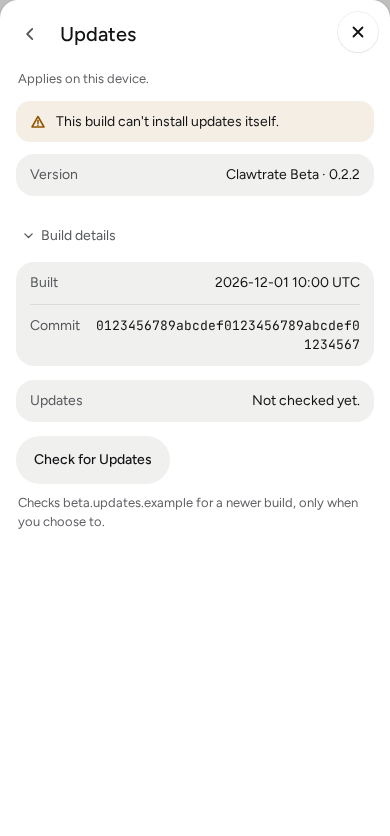 Updates
Applies on this device.
This build can't install updates itself.
Version Clawtrate Beta · 0.2.2
Build details
Built 2026-12-01 10:00 UTC
Commit 0123456789abcdef0123456789abcdef0
1234567
Updates Not checked yet.
Check for Updates
Checks beta.updates.example for a newer build, only when
you choose to.